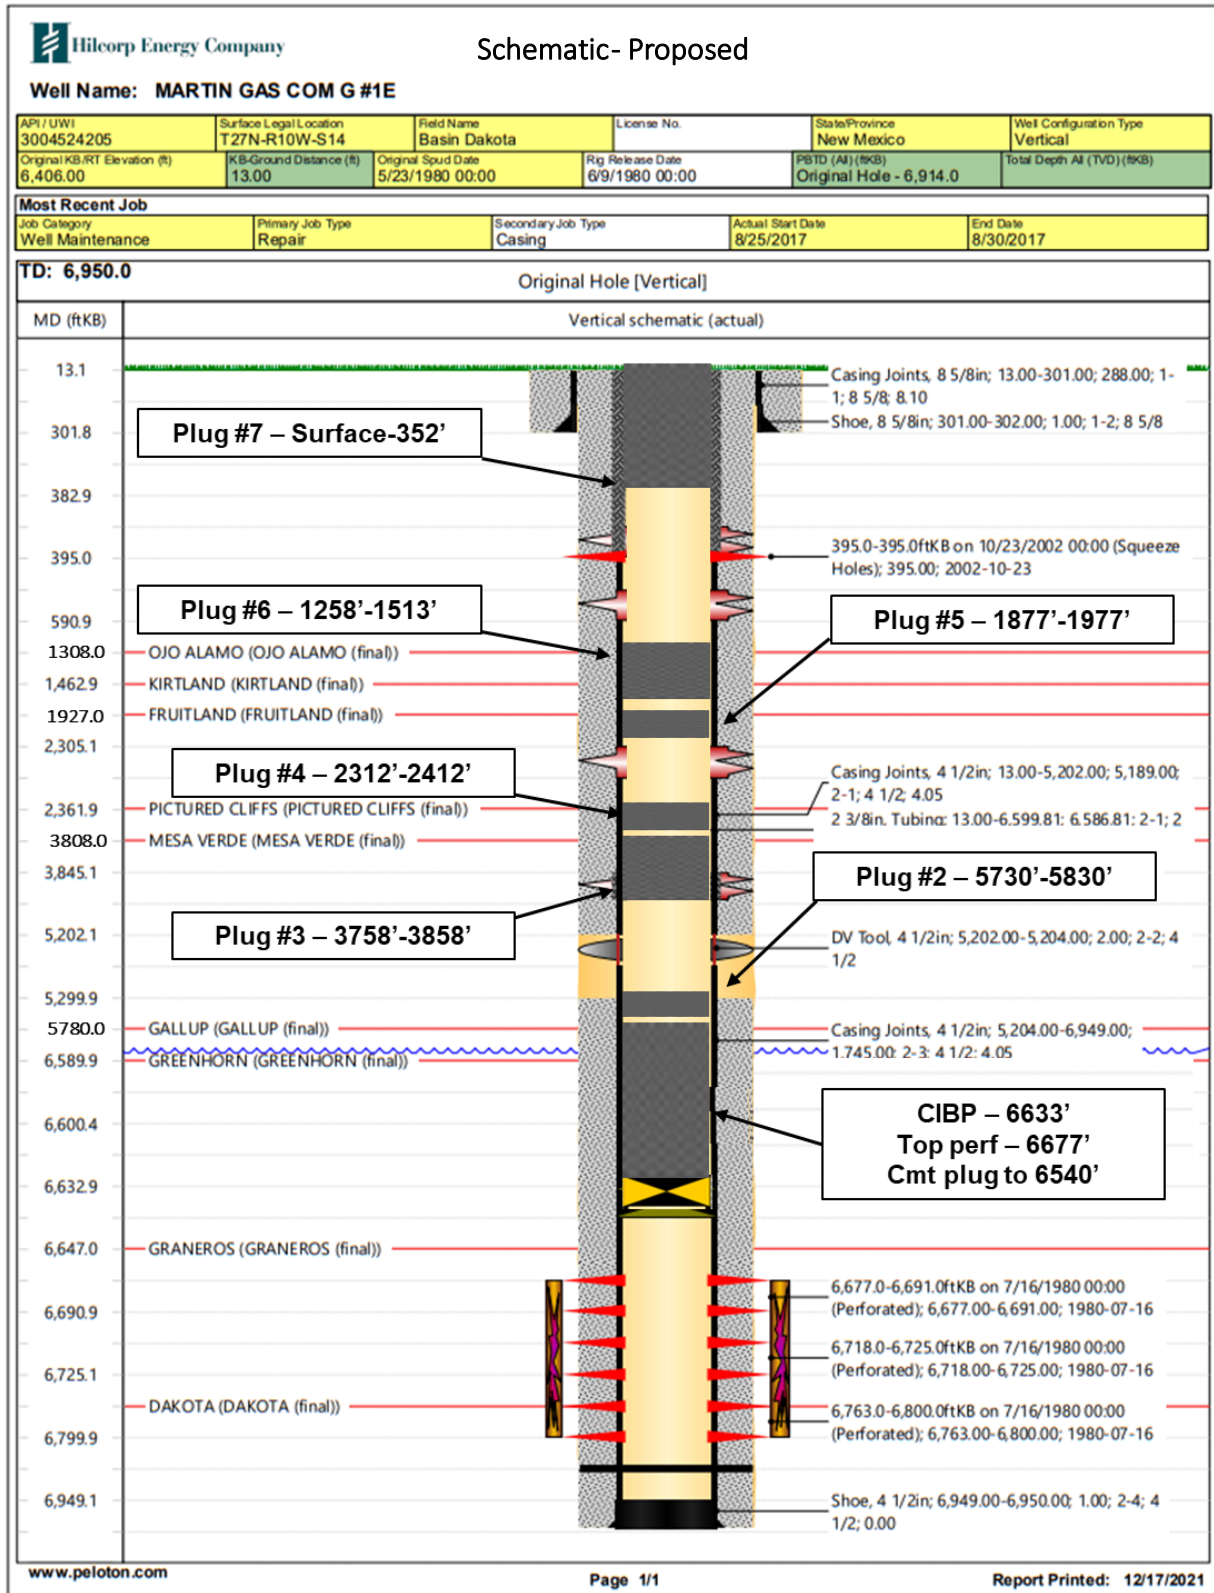 Hilcorp Energy Company
Schematic- Proposed
Well Name: MARTIN GAS COM G #1E
API / UWI
3004524205
Surface Legal Location
T27N-R10W-S14
Field Name
Basin Dakota
License No.
State/Province
New Mexico
Well Configuration Type
Vertical
Original KB/RT Elevation (ft)
6,406.00
KB-Ground Distance (ft)
13.00
Original Spud Date
5/23/1980 00:00
Rig Release Date
6/9/1980 00:00
PBTD (All) (ftKB)
Original Hole - 6,914.0
Total Depth All (TVD) (ftKB)
Most Recent Job
Job Category
Well Maintenance
Primary Job Type
Repair
Secondary Job Type
Casing
Actual Start Date
8/25/2017
End Date
8/30/2017
TD: 6,950.0
Original Hole [Vertical]
MD (ftKB)
Vertical schematic (actual)
13.1
Casing Joints, 8 5/8in; 13.00-301.00; 288.00; 1-
1; 8 5/8; 8.10
Shoe, 8 5/8in; 301.00-302.00; 1.00; 1-2; 8 5/8
301.8
Plug #7 – Surface-352’
382.9
395.0
395.0-395.0ftKB on 10/23/2002 00:00 (Squeeze
Holes); 395.00; 2002-10-23
Plug #6 – 1258’-1513’
590.9
Plug #5 – 1877’-1977’
1308.0
OJO ALAMO (OJO ALAMO (final))
1,462.9
KIRTLAND (KIRTLAND (final))
1927.0
FRUITLAND (FRUITLAND (final))
2,305.1
Plug #4 – 2312’-2412’
Casing Joints, 4 1/2in; 13.00-5,202.00; 5,189.00;
2-1; 4 1/2; 4.05
2,361.9
PICTURED CLIFFS (PICTURED CLIFFS (final))
2 3/8in, Tubing; 13.00-6,599.81; 6,586.81; 2-1; 2
3808.0
MESA VERDE (MESA VERDE (final))
3,845.1
Plug #2 – 5730’-5830’
Plug #3 – 3758’-3858’
5,202.1
DV Tool, 4 1/2in; 5,202.00-5,204.00; 2.00; 2-2; 4
1/2
5,299.9
5780.0
GALLUP (GALLUP (final))
Casing Joints, 4 1/2in; 5,204.00-6,949.00;
1,745.00; 2-3; 4 1/2; 4.05
6,589.9
GREENHORN (GREENHORN (final))
6,600.4
CIBP – 6633’
Top perf – 6677’
Cmt plug to 6540’
6,632.9
6,647.0
GRANEROS (GRANEROS (final))
6,677.0-6,691.0ftKB on 7/16/1980 00:00
(Perforated); 6,677.00-6,691.00; 1980-07-16
6,690.9
6,718.0-6,725.0ftKB on 7/16/1980 00:00
(Perforated); 6,718.00-6,725.00; 1980-07-16
6,725.1
DAKOTA (DAKOTA (final))
6,763.0-6,800.0ftKB on 7/16/1980 00:00
(Perforated); 6,763.00-6,800.00; 1980-07-16
6,799.9
6,949.1
Shoe, 4 1/2in; 6,949.00-6,950.00; 1.00; 2-4; 4
1/2; 0.00
www.peloton.com
Page 1/1
Report Printed: 12/17/2021